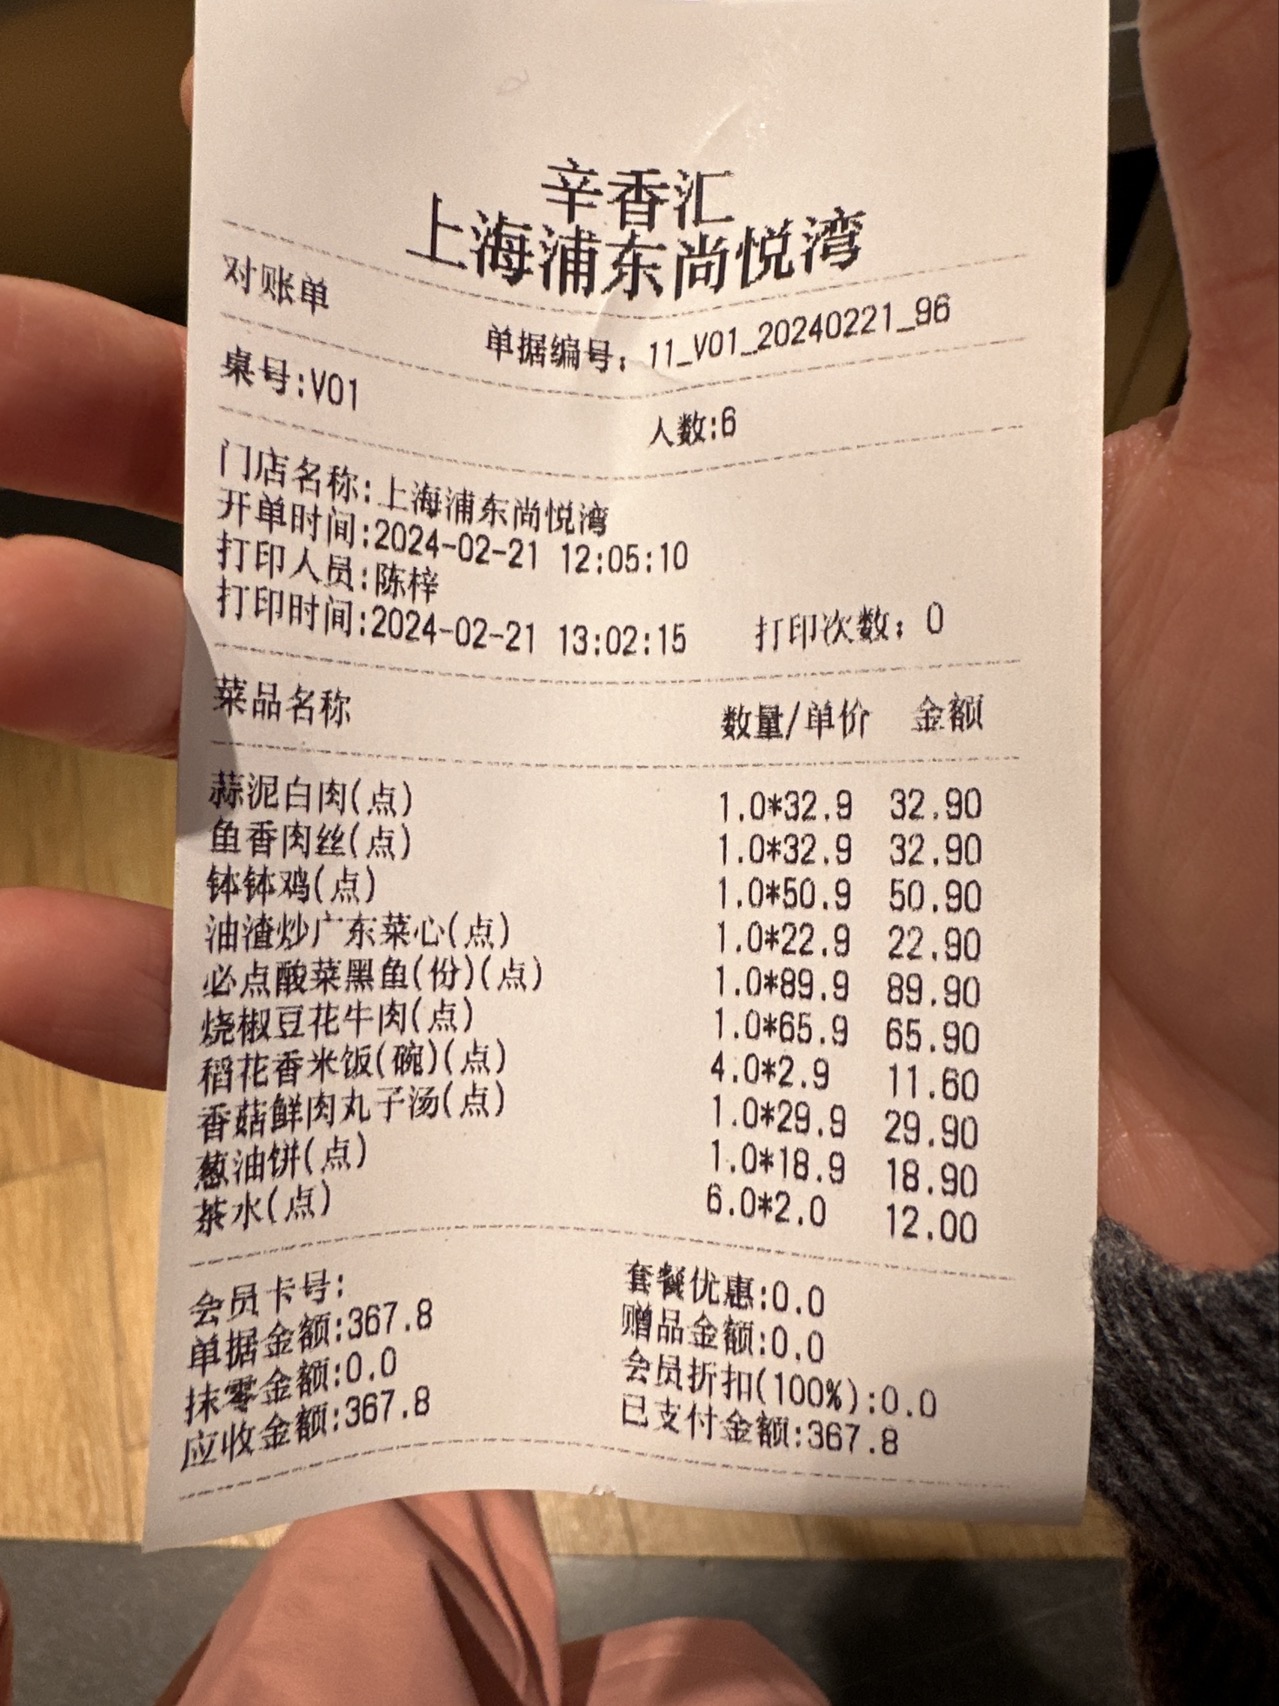 辛香汇
上海浦东尚悦湾
对账单
单据编号：11_V01_20240221_96
桌号:V01 人数:6
门店名称:上海浦东尚悦湾
开单时间:2024-02-21 12:05:10
打印人员:陈梓
打印时间:2024-02-21 13:02:15 打印次数：0
菜品名称 数量/单价 金额
蒜泥白肉(点) 1.0*32.9 32.90
鱼香肉丝(点) 1.0*32.9 32.90
钵钵鸡(点) 1.0*50.9 50.90
油渣炒广东菜心(点) 1.0*22.9 22.90
必点酸菜黑鱼(份)(点) 1.0*89.9 89.90
烧椒豆花牛肉(点) 1.0*65.9 65.90
稻花香米饭(碗)(点) 4.0*2.9 11.60
香菇鲜肉丸子汤(点) 1.0*29.9 29.90
葱油饼(点) 1.0*18.9 18.90
茶水(点) 6.0*2.0 12.00
会员卡号: 套餐优惠:0.0
单据金额:367.8 赠品金额:0.0
抹零金额:0.0 会员折扣(100%):0.0
应收金额:367.8 已支付金额:367.8